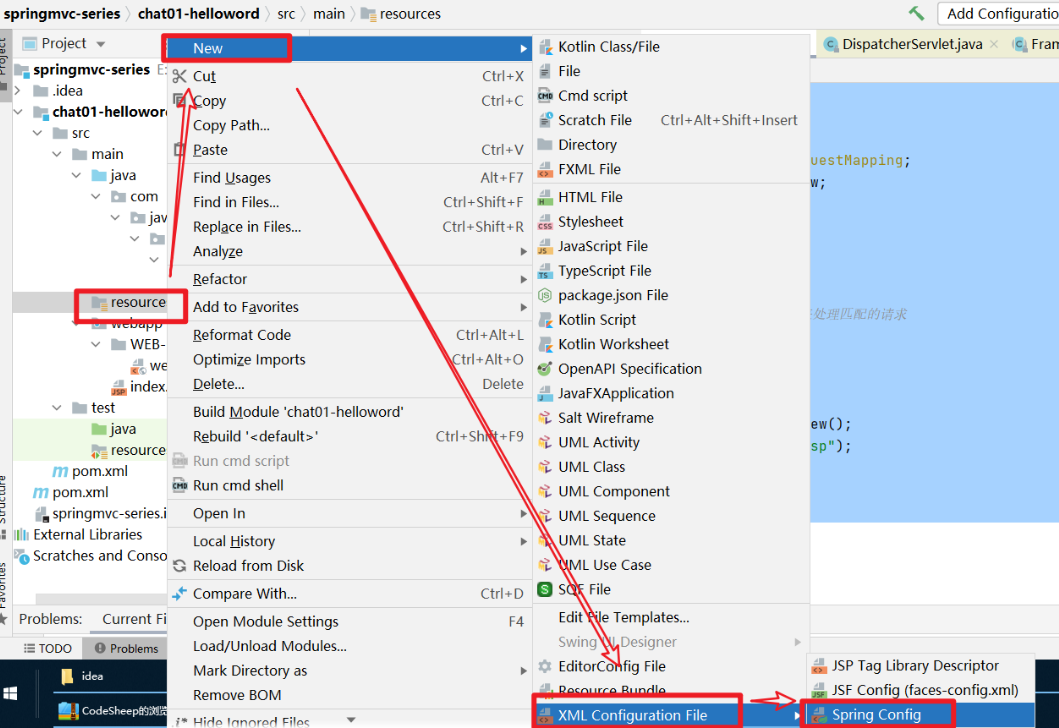 springmvc-series chat01-helloword src main resources
Add Configuratio
Project
springmvc-series
.idea
chat01-hellowor
src
main
java
com
jav
resource
webapp
WEB-
we
index.
test
java
resource
pom.xml
pom.xml
springmvc-series.i
External Libraries
Scratches and Conso
Problems: Current Fi
TODO Problems
idea
CodeSheep的浏览
Project
Structure
Favorites
New
Cut Ctrl+X
Copy Ctrl+C
Copy Path...
Paste Ctrl+V
Find Usages Alt+F7
Find in Files... Ctrl+Shift+F
Replace in Files... Ctrl+Shift+R
Analyze
Refactor
Add to Favorites
Reformat Code Ctrl+Alt+L
Optimize Imports Ctrl+Alt+O
Delete... Delete
Build Module 'chat01-helloword'
Rebuild '<default>' Ctrl+Shift+F9
Run cmd script
Run cmd shell
Open In
Local History
Reload from Disk
Compare With... Ctrl+D
Open Module Settings F4
Load/Unload Modules...
Mark Directory as
Remove BOM
Hide Ignored Files
Kotlin Class/File
File
Cmd script
Scratch File Ctrl+Alt+Shift+Insert
Directory
FXML File
HTML File
Stylesheet
JavaScript File
TypeScript File
package.json File
Kotlin Script
Kotlin Worksheet
OpenAPI Specification
JavaFXApplication
Salt Wireframe
UML Activity
UML Class
UML Component
UML Sequence
UML State
UML Use Case
SQF File
Edit File Templates...
Swing UI Designer
EditorConfig File
Resource Bundle
XML Configuration File
JSP Tag Library Descriptor
JSF Config (faces-config.xml)
Spring Config
DispatcherServlet.java Fram
uestMapping;
w;
处理匹配的请求
ew();
sp");